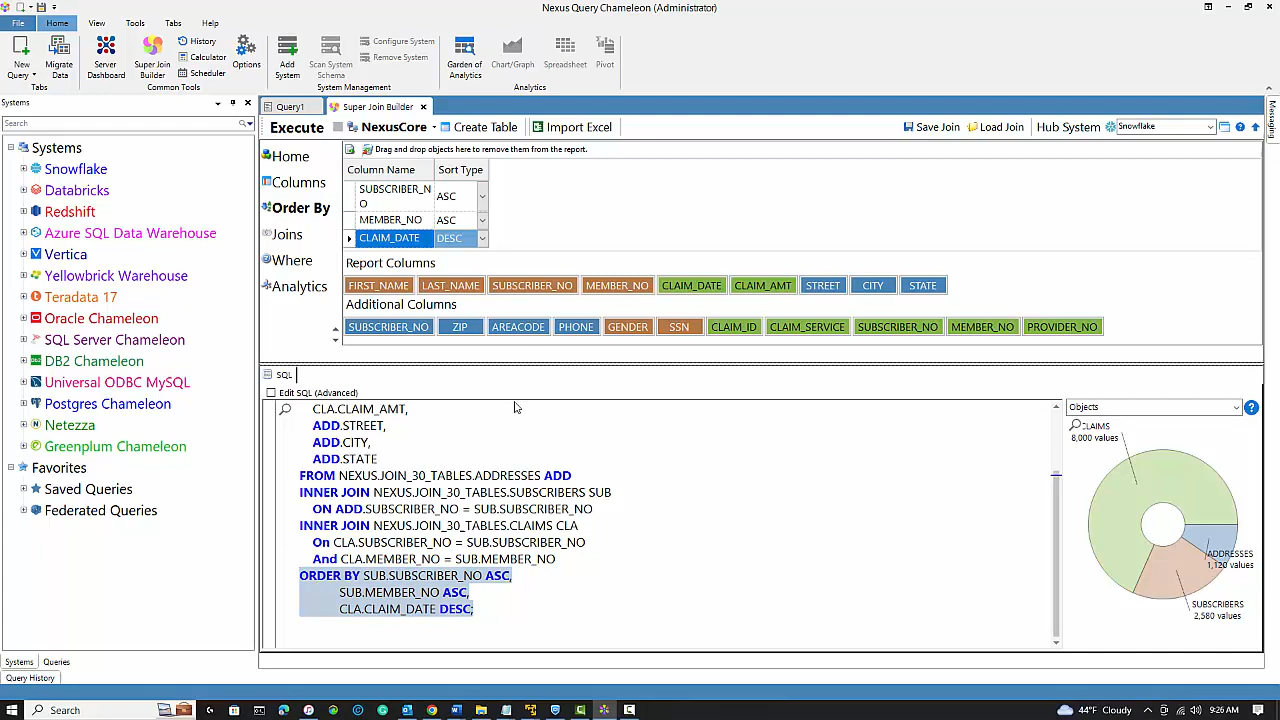 Nexus Query Chameleon (Administrator)
File Home View Tools Tabs Help
New Query
Migrate Data
Tabs
Server Dashboard
Super Join Builder
History
Calculator
Scheduler
Common Tools
Options
Add System
Scan System Schema
Configure System
Remove System
System Management
Garden of Analytics
Chart/Graph
Spreadsheet
Pivot
Analytics
Systems
Search
Systems
Snowflake
Databricks
Redshift
Azure SQL Data Warehouse
Vertica
Yellowbrick Warehouse
Teradata 17
Oracle Chameleon
SQL Server Chameleon
DB2 Chameleon
Universal ODBC MySQL
Postgres Chameleon
Netezza
Greenplum Chameleon
Favorites
Saved Queries
Federated Queries
Systems Queries
Query History
Query1 Super Join Builder
Execute NexusCore Create Table Import Excel Save Join Load Join Hub System Snowflake
Messaging
Home
Columns
Order By
Joins
Where
Analytics
Drag and drop objects here to remove them from the report.
Column Name Sort Type
SUBSCRIBER_N
O ASC
MEMBER_NO ASC
CLAIM_DATE DESC
Report Columns
FIRST_NAME LAST_NAME SUBSCRIBER_NO MEMBER_NO CLAIM_DATE CLAIM_AMT STREET CITY STATE
Additional Columns
SUBSCRIBER_NO ZIP AREACODE PHONE GENDER SSN CLAIM_ID CLAIM_SERVICE SUBSCRIBER_NO MEMBER_NO PROVIDER_NO
SQL
Edit SQL (Advanced)
CLA.CLAIM_AMT,
ADD.STREET,
ADD.CITY,
ADD.STATE
FROM NEXUS.JOIN_30_TABLES.ADDRESSES ADD
INNER JOIN NEXUS.JOIN_30_TABLES.SUBSCRIBERS SUB
ON ADD.SUBSCRIBER_NO = SUB.SUBSCRIBER_NO
INNER JOIN NEXUS.JOIN_30_TABLES.CLAIMS CLA
On CLA.SUBSCRIBER_NO = SUB.SUBSCRIBER_NO
And CLA.MEMBER_NO = SUB.MEMBER_NO
ORDER BY SUB.SUBSCRIBER_NO ASC,
SUB.MEMBER_NO ASC,
CLA.CLAIM_DATE DESC;
Objects
CLAIMS
8,000 values
ADDRESSES
1,120 values
SUBSCRIBERS
2,580 values
Search
44°F Cloudy
9:26 AM